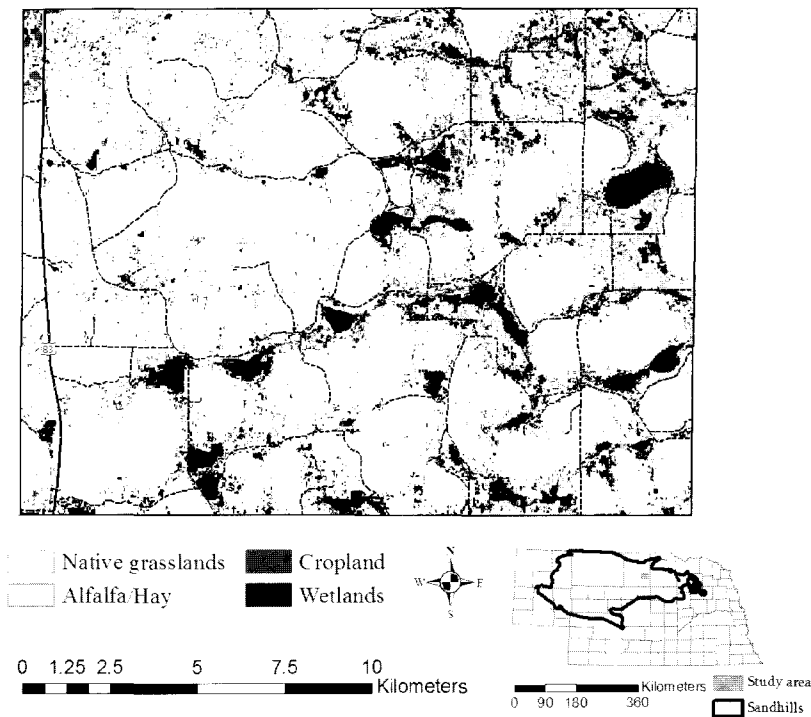 83
Native grasslands
Cropland
Alfalfa/Hay
Wetlands
N
W E
S
0 1.25 2.5 5 7.5 10
Kilometers
Kilometers
0 90 180 360
Study area
Sandhills